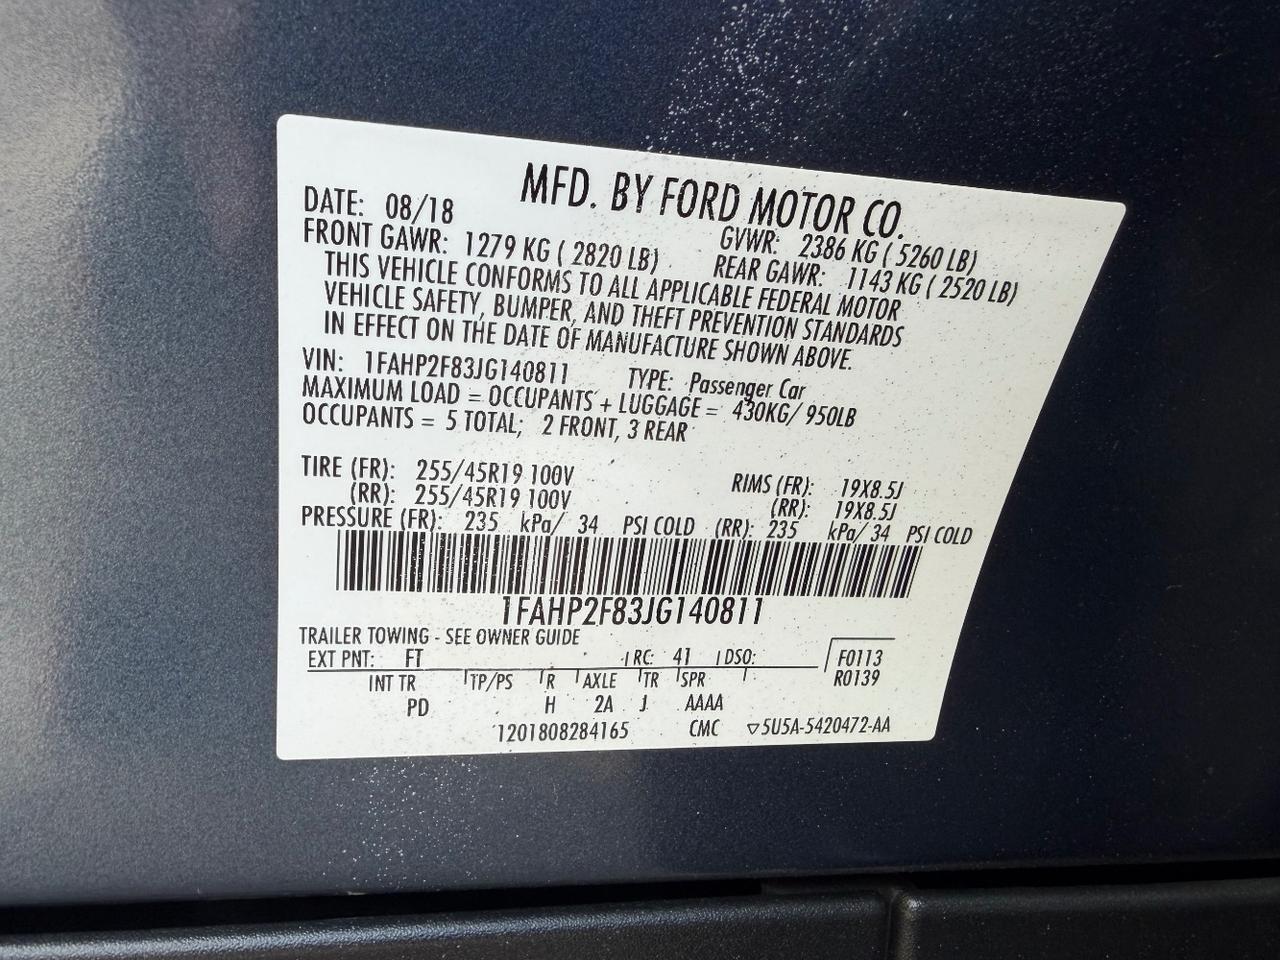 MFD. BY FORD MOTOR CO.
DATE: 08/18 GVWR: 2386 KG ( 5260 LB)
FRONT GAWR: 1279 KG ( 2820 LB) REAR GAWR: 1143 KG ( 2520 LB)
THIS VEHICLE CONFORMS TO ALL APPLICABLE FEDERAL MOTOR
VEHICLE SAFETY, BUMPER, AND THEFT PREVENTION STANDARDS
IN EFFECT ON THE DATE OF MANUFACTURE SHOWN ABOVE.
VIN: 1FAHP2F83JG140811 TYPE: Passenger Car
MAXIMUM LOAD = OCCUPANTS + LUGGAGE = 430KG/ 950LB
OCCUPANTS = 5 TOTAL; 2 FRONT, 3 REAR
TIRE (FR): 255/45R19 100V RIMS (FR): 19X8.5J
(RR): 255/45R19 100V (RR): 19X8.5J
PRESSURE (FR): 235 kPa/ 34 PSI COLD (RR): 235 kPa/ 34 PSI COLD
1FAHP2F83JG140811
TRAILER TOWING - SEE OWNER GUIDE
EXT PNT: FT RC: 41 DSO: F0113
INT TR TP/PS R AXLE TR SPR R0139
PD H 2A J AAAA
1201808284165 CMC ▽5U5A-5420472-AA